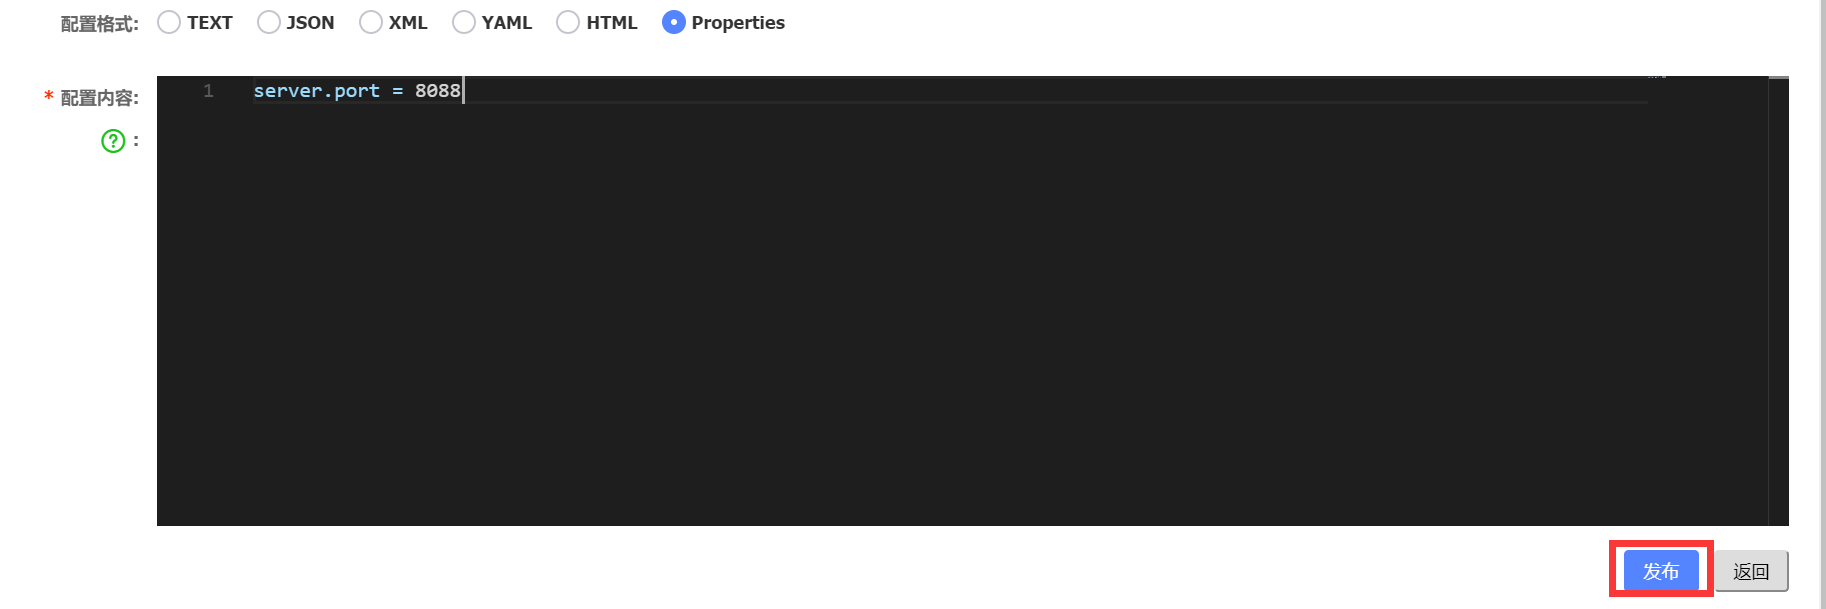 配置格式: TEXT JSON XML YAML HTML Properties
* 配置内容: 1 server.port = 8088
? :
发布 返回